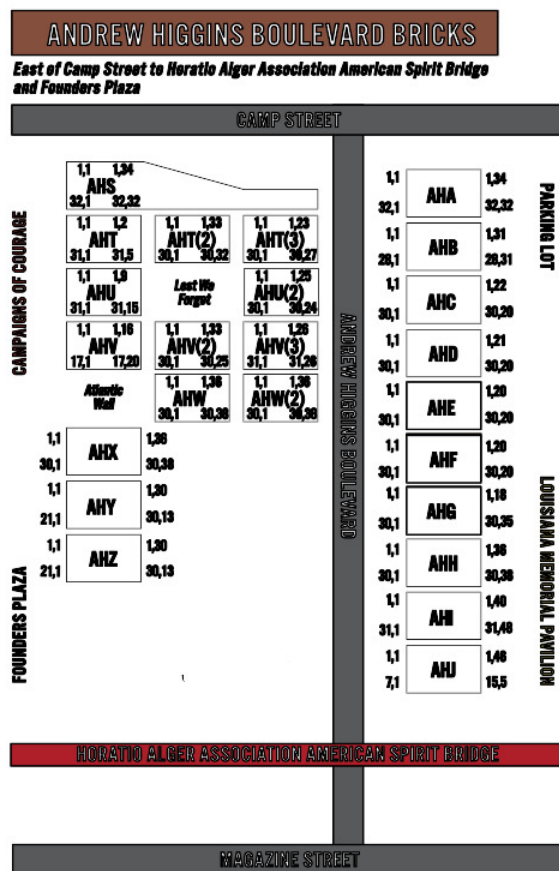 ANDREW HIGGINS BOULEVARD BRICKS
East of Camp Street to Horatio Alger Association American Spirit Bridge
and Founders Plaza
CAMP STREET
1,1 1,34
AHS
32,1 32,32
1,1 1,2
AHT
31,1 31,5
1,1 1,33
AHT(2)
30,1 30,32
1,1 1,23
AHT(3)
30,1 30,27
1,1 1,9
AHU
31,1 31,15
Lest We
Forget
1,1 1,25
AHU(2)
30,1 30,24
1,1 1,16
AHV
17,1 17,20
1,1 1,33
AHV(2)
30,1 30,25
1,1 1,26
AHV(3)
31,1 31,26
Atlantic
Wall
1,1 1,36
AHW
30,1 30,38
1,1 1,36
AHW(2)
30,1 30,38
1,1 1,36
AHX
30,1 30,38
1,1 1,30
AHY
21,1 30,13
1,1 1,30
AHZ
21,1 30,13
CAMPAIGNS OF COURAGE
FOUNDERS PLAZA
ANDREW HIGGINS BOULEVARD
1,1 1,34
AHA
32,1 32,32
1,1 1,31
AHB
28,1 28,31
1,1 1,22
AHC
30,1 30,20
1,1 1,21
AHD
30,1 30,20
1,1 1,20
AHE
30,1 30,20
1,1 1,20
AHF
30,1 30,20
1,1 1,18
AHG
30,1 30,35
1,1 1,36
AHH
30,1 30,38
1,1 1,40
AHI
31,1 31,48
1,1 1,46
AHJ
7,1 15,5
PARKING LOT
LOUISIANA MEMORIAL PAVILION
HORATIO ALGER ASSOCIATION AMERICAN SPIRIT BRIDGE
MAGAZINE STREET